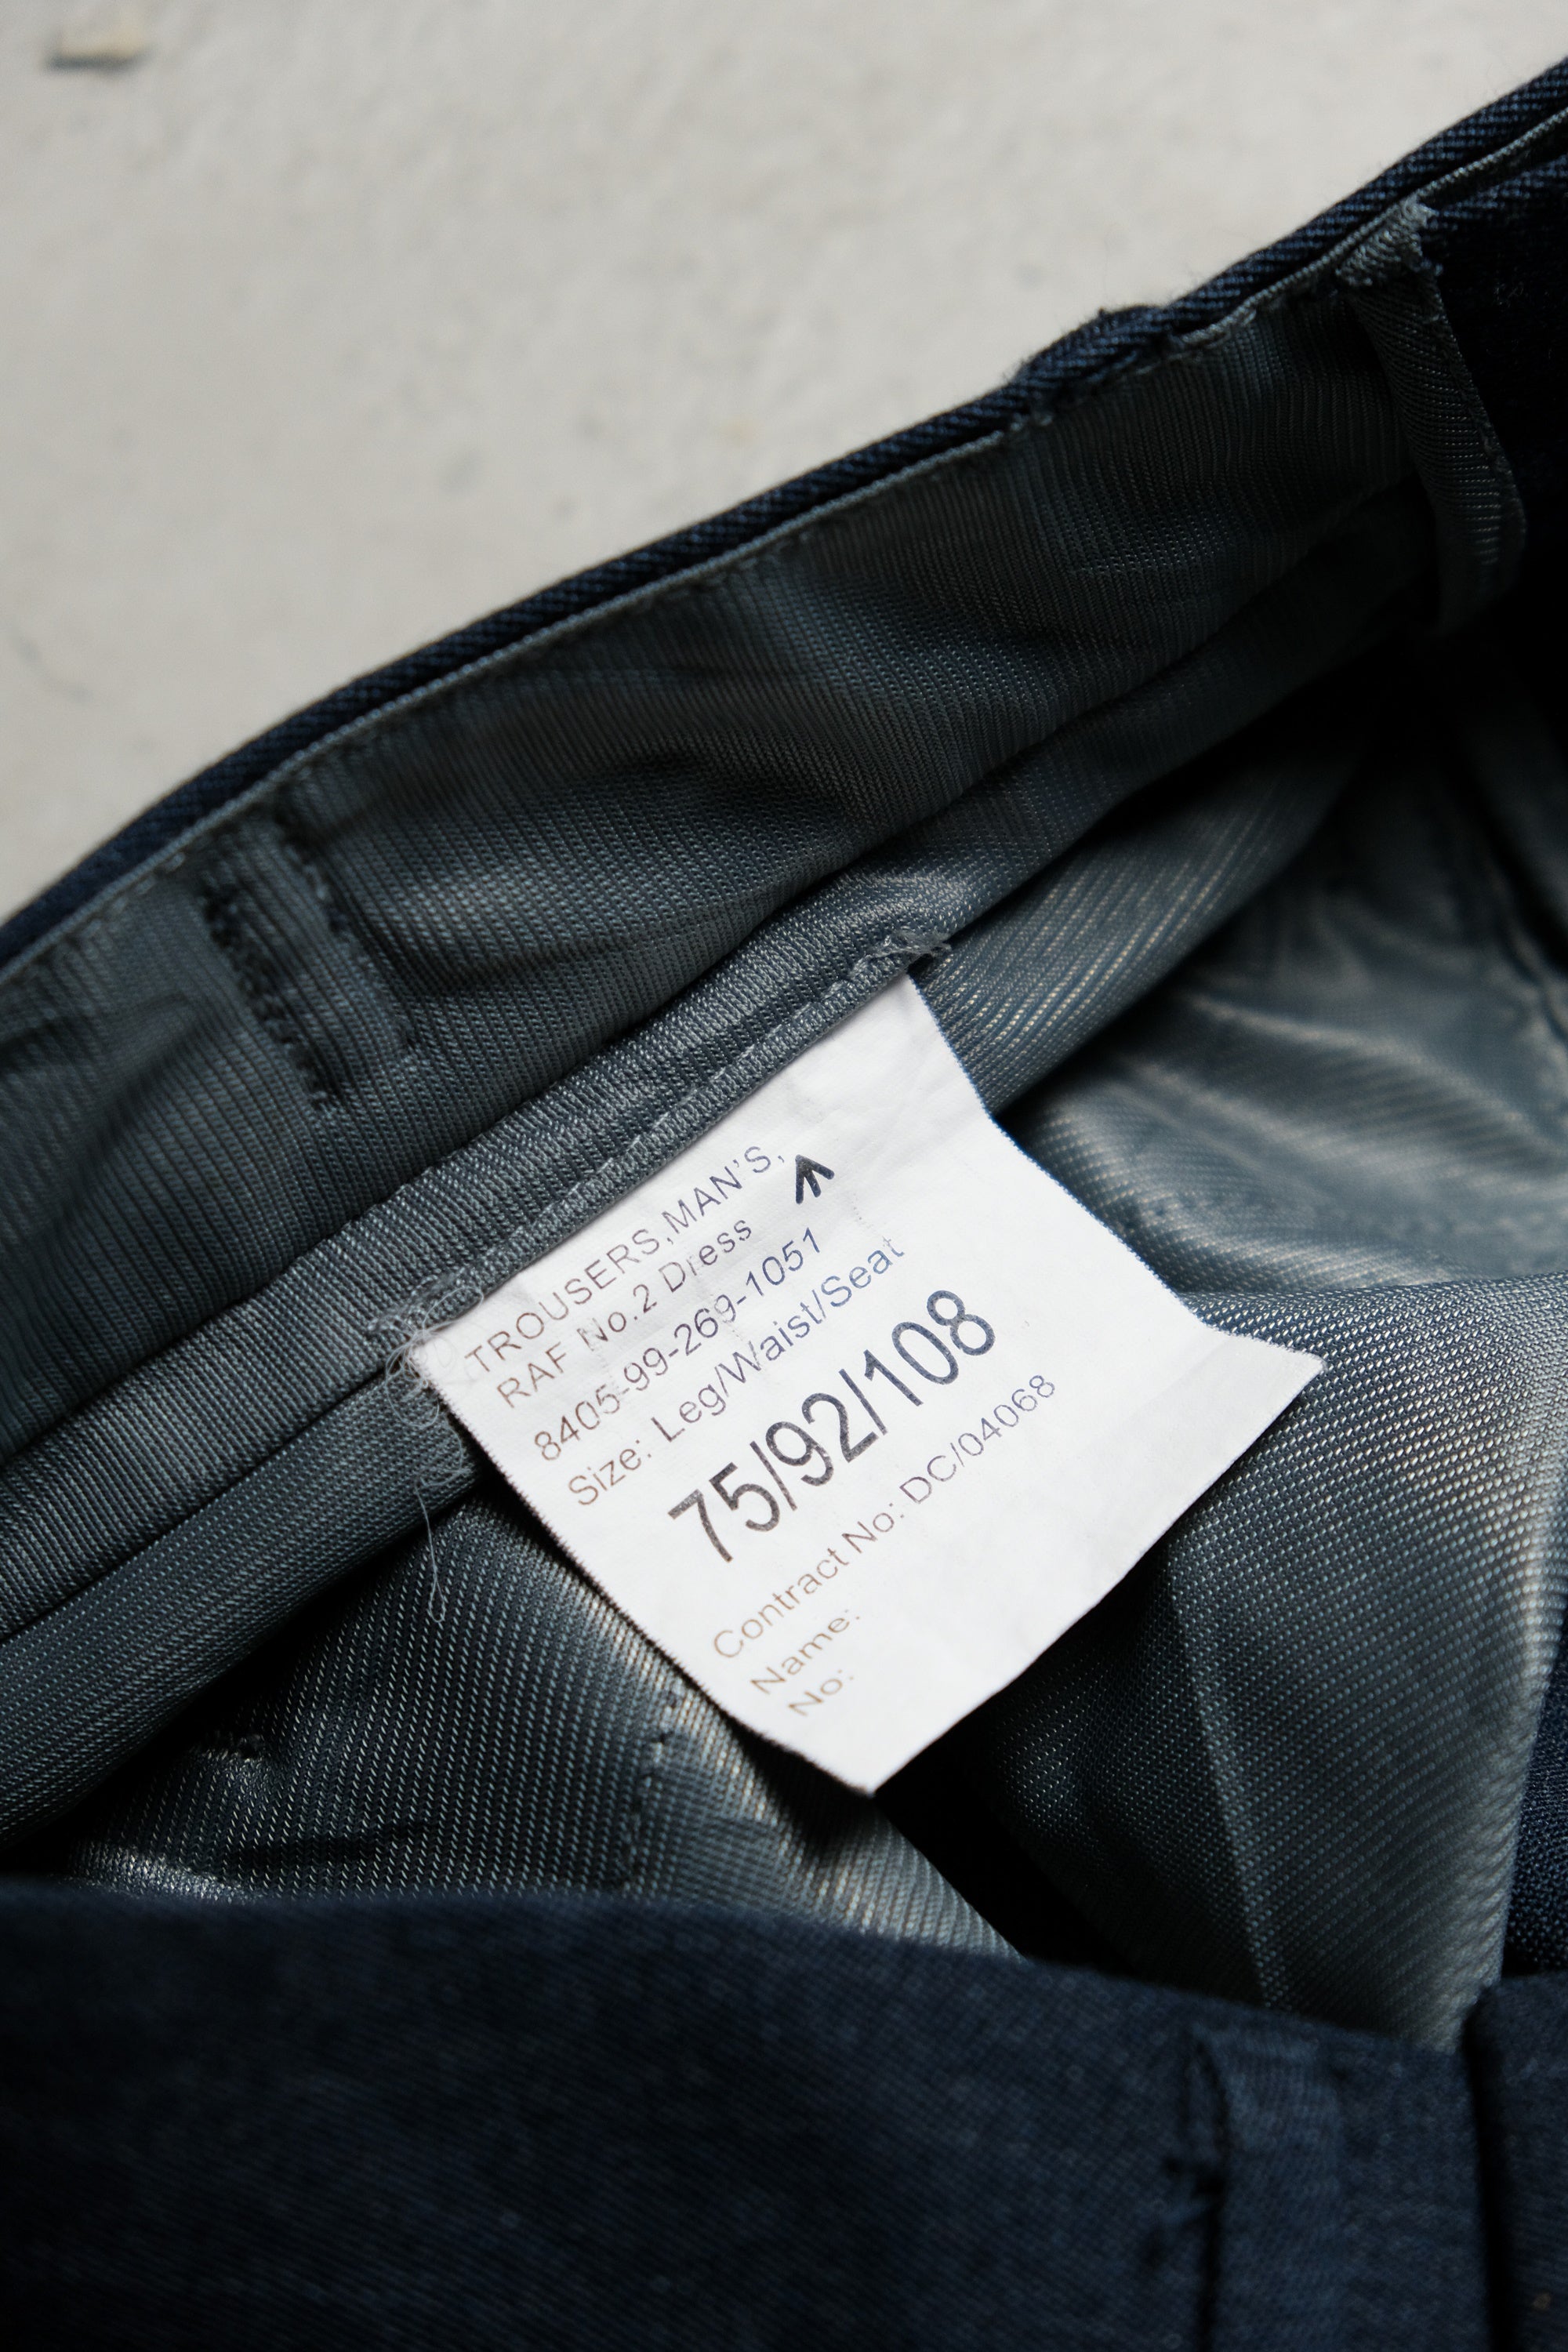 TROUSERS,MAN'S,
RAF No.2 Dress
8405-99-269-1051
Size: Leg/Waist/Seat
75/92/108
Contract No: DC/04068
Name:
No: